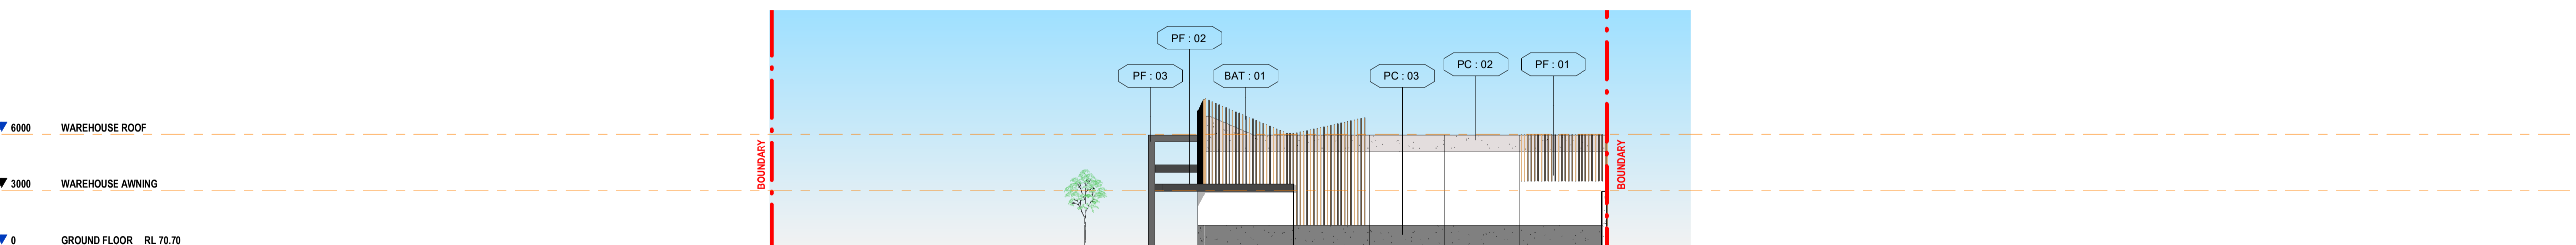 PF : 02
PF : 03
BAT : 01
PC : 03
PC : 02
PF : 01
6000 WAREHOUSE ROOF
BOUNDARY
BOUNDARY
3000 WAREHOUSE AWNING
0 GROUND FLOOR RL 70.70